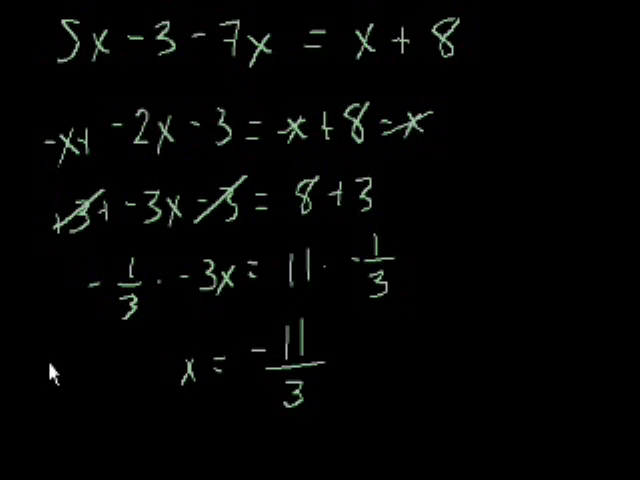 5x - 3 - 7x = x + 8
-x+ -2x - 3 = x + 8 - x
+3+ -3x - 3 = 8 + 3
- 1/3 · -3x = 11 · - 1/3
x = -11/3